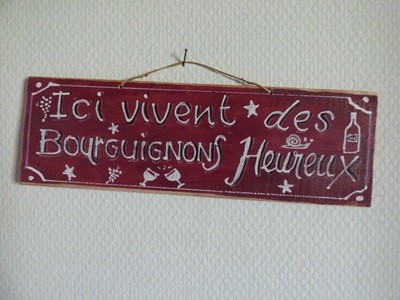 Ici vivent des
Bourguignons Heureux